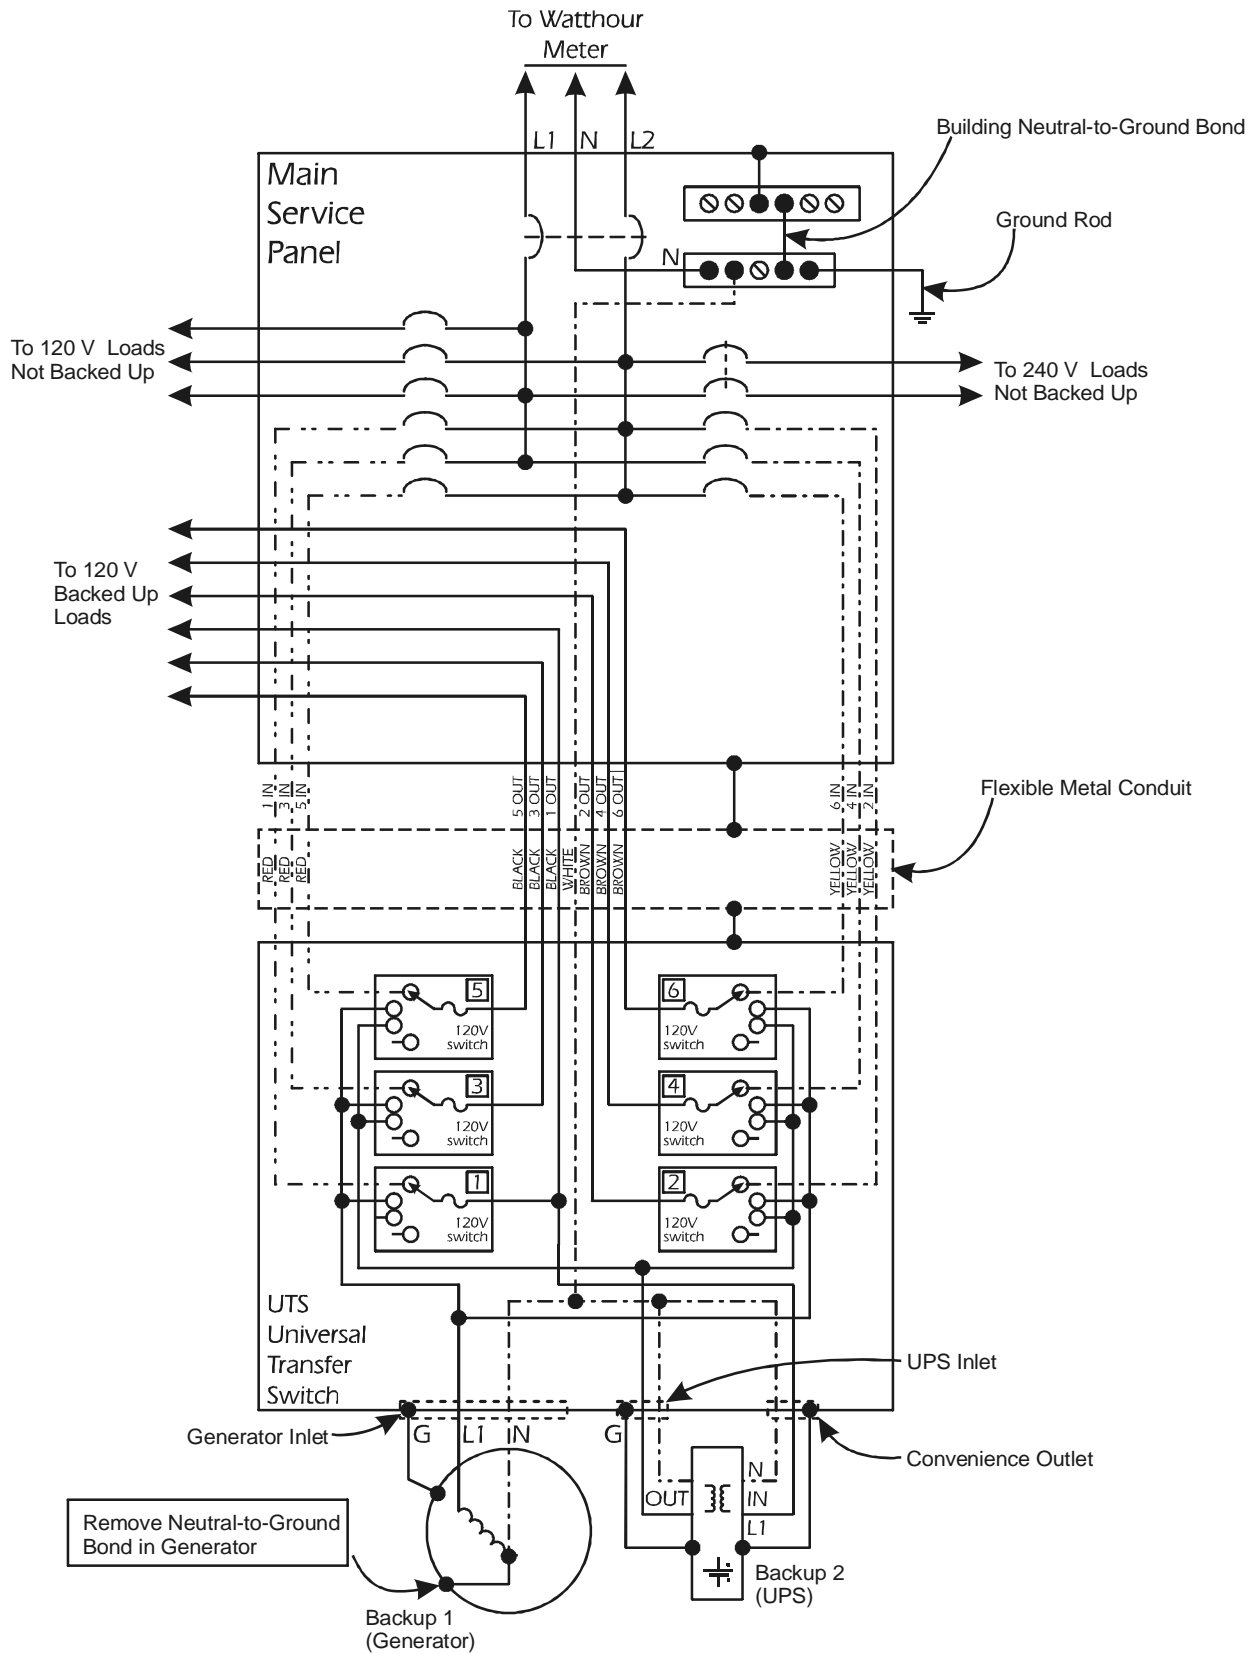 To Watthour
Meter
L1
N
L2
Building Neutral-to-Ground Bond
Main
Service
Panel
Ground Rod
N
To 120 V Loads
Not Backed Up
To 240 V Loads
Not Backed Up
To 120 V
Backed Up
Loads
1 IN
3 IN
5 IN
5 OUT
3 OUT
1 OUT
2 OUT
4 OUT
6 OUT
6 IN
4 IN
2 IN
Flexible Metal Conduit
RED
RED
RED
BLACK
BLACK
BLACK
WHITE
BROWN
BROWN
BROWN
YELLOW
YELLOW
YELLOW
5
120V
switch
6
120V
switch
3
120V
switch
4
120V
switch
1
120V
switch
2
120V
switch
UTS
Universal
Transfer
Switch
UPS Inlet
Generator Inlet
G
L1
N
G
Convenience Outlet
N
OUT
IN
L1
Remove Neutral-to-Ground
Bond in Generator
Backup 2
(UPS)
Backup 1
(Generator)